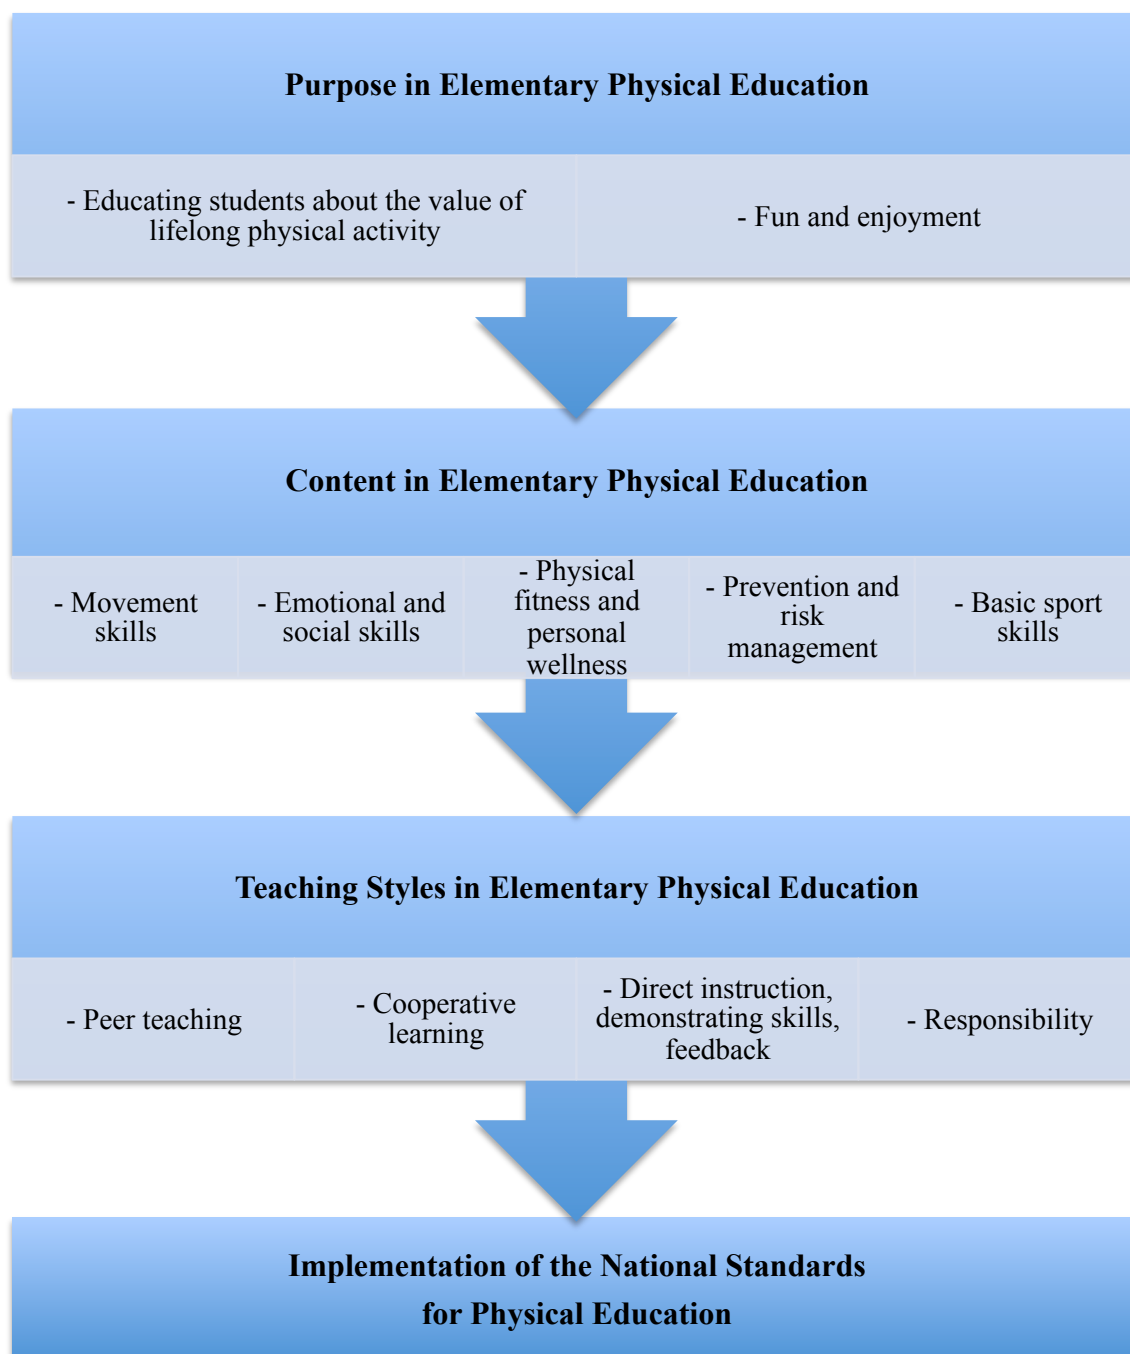 Purpose in Elementary Physical Education
- Educating students about the value of
lifelong physical activity
- Fun and enjoyment
Content in Elementary Physical Education
- Movement
skills
- Emotional and
social skills
- Physical
fitness and
personal
wellness
- Prevention and
risk
management
- Basic sport
skills
Teaching Styles in Elementary Physical Education
- Peer teaching
- Cooperative
learning
- Direct instruction,
demonstrating skills,
feedback
- Responsibility
Implementation of the National Standards
for Physical Education